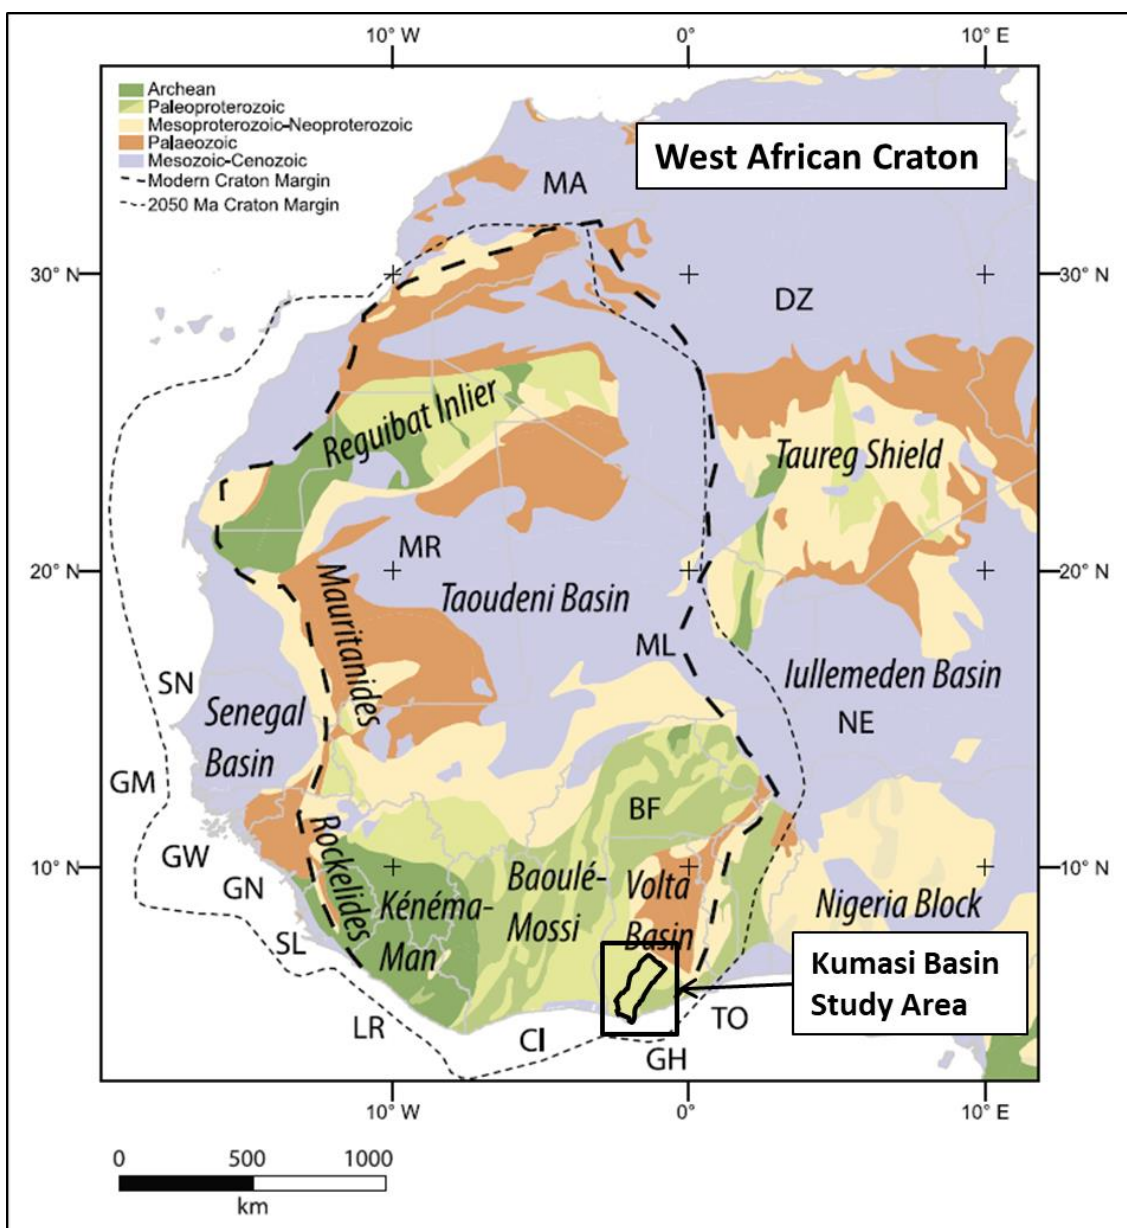 10° W 0° 10° E
Archean
Paleoproterozoic
Mesoproterozoic-Neoproterozoic
Palaeozoic
Mesozoic-Cenozoic
Modern Craton Margin
2050 Ma Craton Margin
West African Craton
MA
30° N 30° N
DZ
Reguibat Inlier
Taureg Shield
MR
20° N 20° N
Mauritanides
Taoudeni Basin
ML
SN
Iullemeden Basin
Senegal
Basin
NE
GM
BF
Rockelides
GW
10° N 10° N
GN
Kénéma-
Man
Baoulé-
Mossi
Volta
Basin
Nigeria Block
SL
Kumasi Basin
Study Area
LR
CI
TO
GH
10° W 0° 10° E
0 500 1000
km